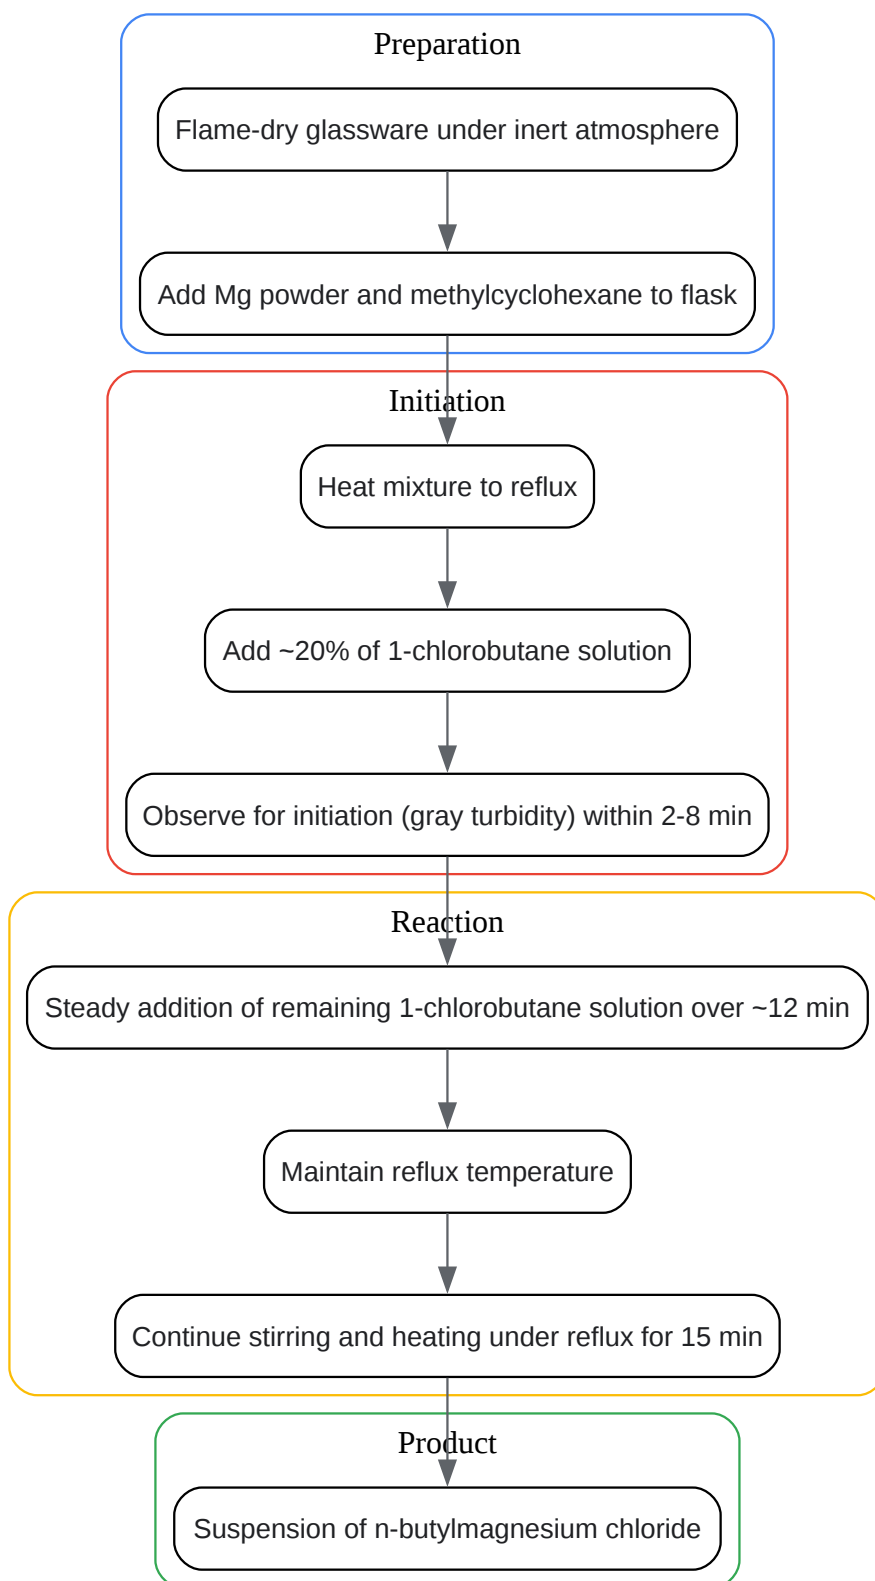 Preparation
Flame-dry glassware under inert atmosphere
Add Mg powder and methylcyclohexane to flask
Initiation
Heat mixture to reflux
Add ~20% of 1-chlorobutane solution
Observe for initiation (gray turbidity) within 2-8 min
Reaction
Steady addition of remaining 1-chlorobutane solution over ~12 min
Maintain reflux temperature
Continue stirring and heating under reflux for 15 min
Product
Suspension of n-butylmagnesium chloride